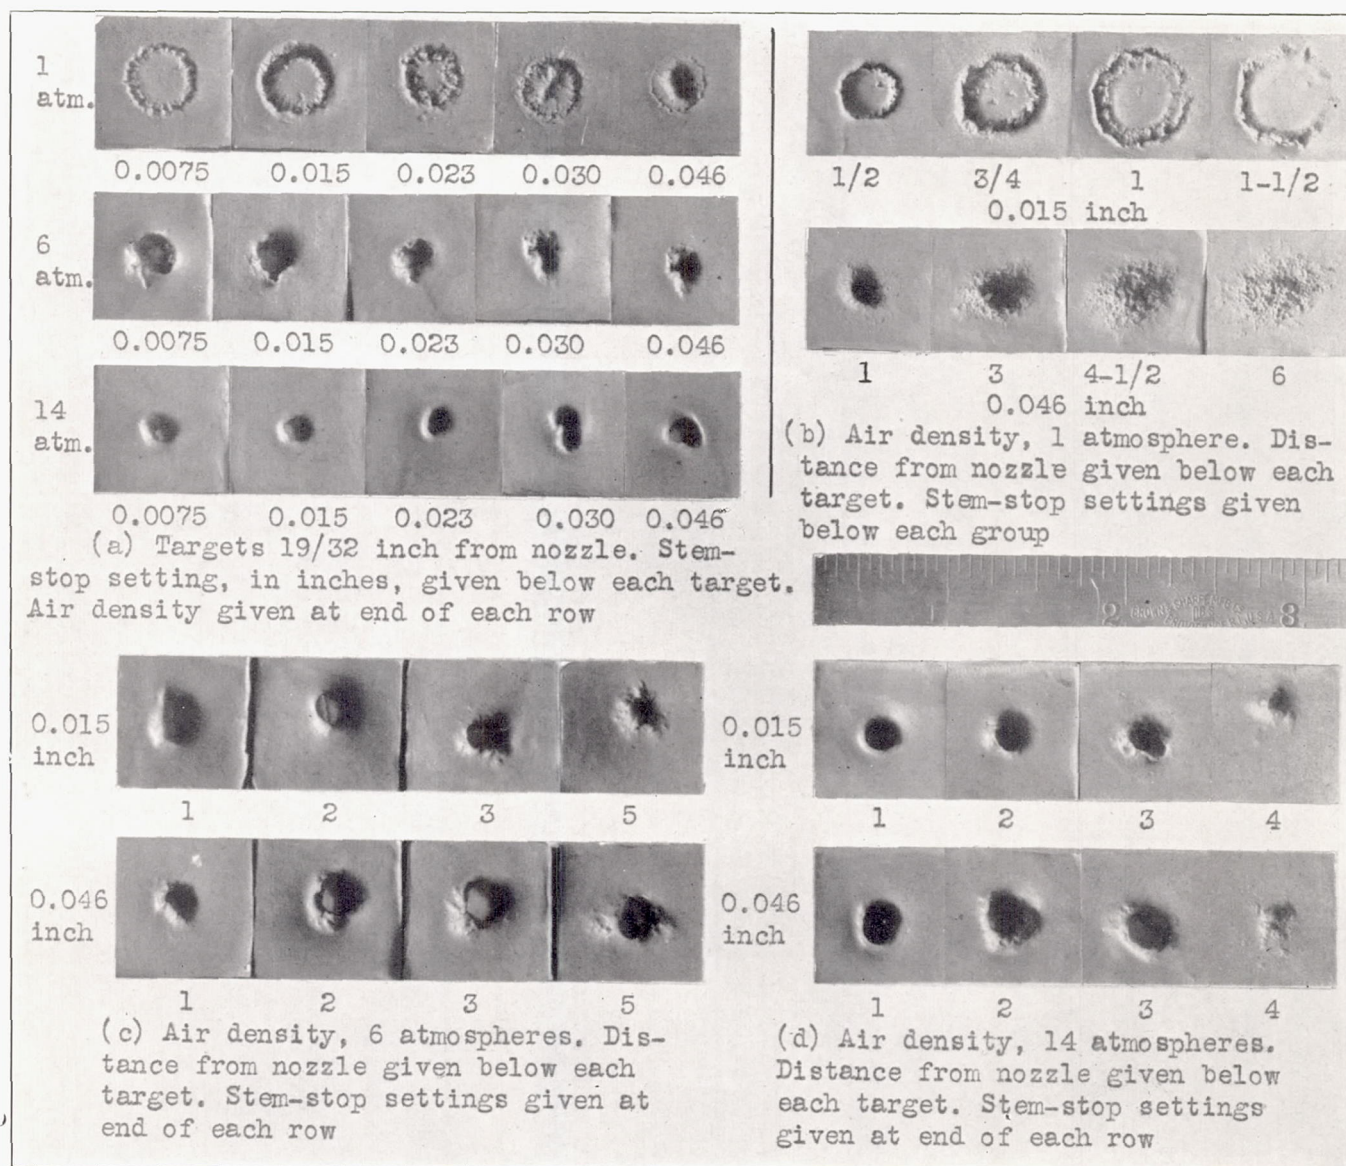 1
atm.
0.0075 0.015 0.023 0.030 0.046
6
atm.
0.0075 0.015 0.023 0.030 0.046
14
atm.
0.0075 0.015 0.023 0.030 0.046
(a) Targets 19/32 inch from nozzle. Stem-
stop setting, in inches, given below each target.
Air density given at end of each row
1/2 3/4 1 1-1/2
0.015 inch
1 3 4-1/2 6
0.046 inch
(b) Air density, 1 atmosphere. Dis-
tance from nozzle given below each
target. Stem-stop settings given
below each group
2 3
0.015
inch
1 2 3 5
0.046
inch
1 2 3 5
(c) Air density, 6 atmospheres. Dis-
tance from nozzle given below each
target. Stem-stop settings given at
end of each row
0.015
inch
1 2 3 4
0.046
inch
1 2 3 4
(d) Air density, 14 atmospheres.
Distance from nozzle given below
each target. Stem-stop settings
given at end of each row